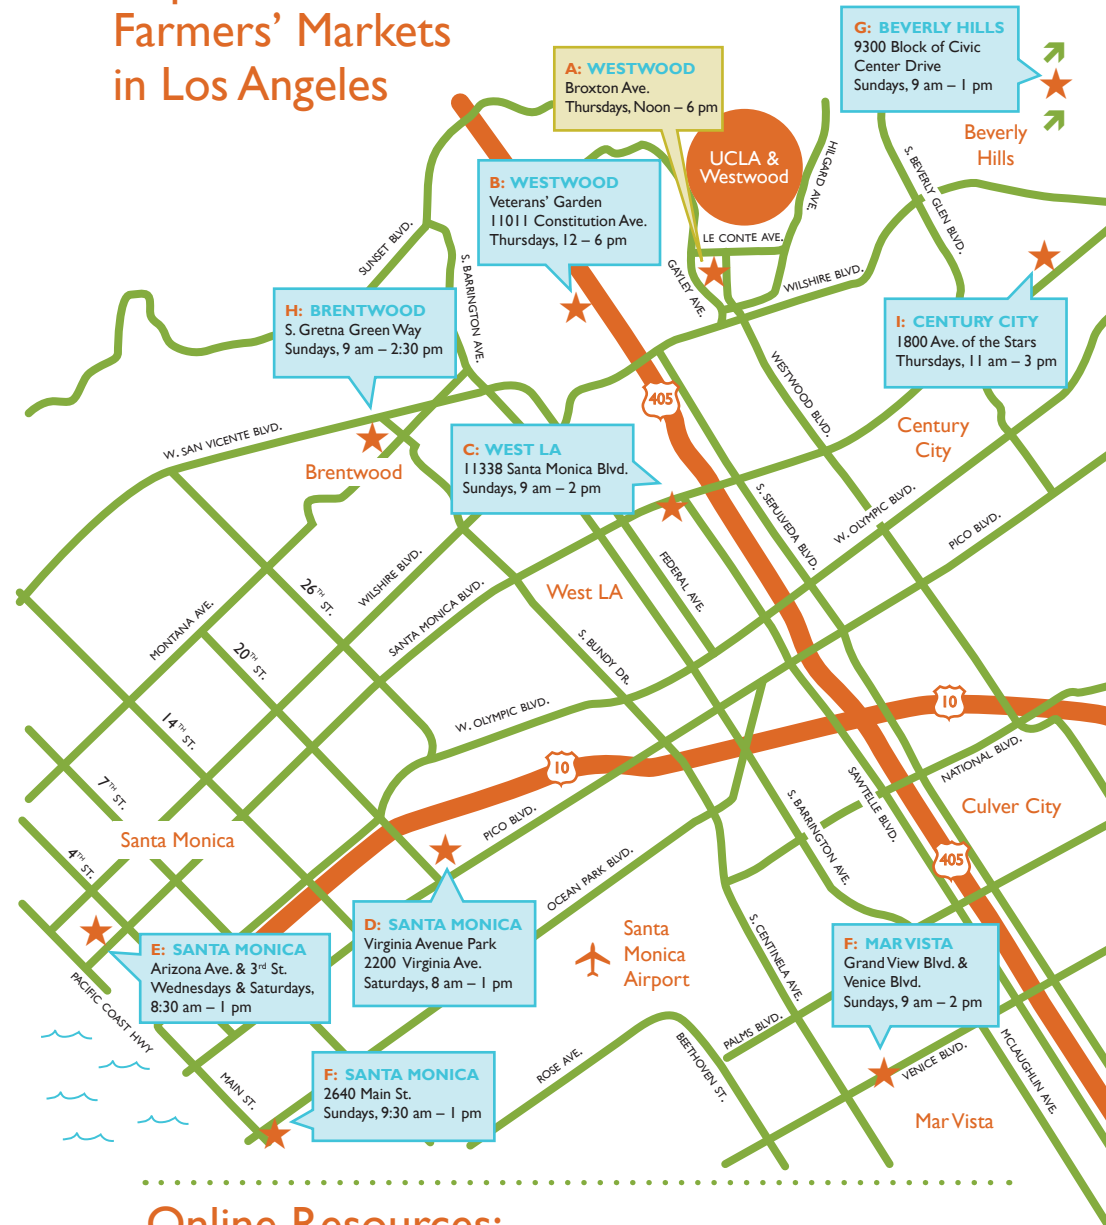 Farmers’ Markets
in Los Angeles
G: BEVERLY HILLS
9300 Block of Civic
Center Drive
Sundays, 9 am – 1 pm
A: WESTWOOD
Broxton Ave.
Thursdays, Noon – 6 pm
Beverly
Hills
UCLA &
Westwood
HILGARD AVE.
S. BEVERLY GLEN BLVD.
B: WESTWOOD
Veterans’ Garden
11011 Constitution Ave.
Thursdays, 12 – 6 pm
LE CONTE AVE.
SUNSET BLVD.
S. BARRINGTON AVE.
GAYLEY AVE.
WILSHIRE BLVD.
H: BRENTWOOD
S. Gretna Green Way
Sundays, 9 am – 2:30 pm
I: CENTURY CITY
1800 Ave. of the Stars
Thursdays, 11 am – 3 pm
WESTWOOD BLVD.
405
W. SAN VICENTE BLVD.
Brentwood
Century
City
C: WEST LA
11338 Santa Monica Blvd.
Sundays, 9 am – 2 pm
S. SEPULVEDA BLVD.
W. OLYMPIC BLVD.
PICO BLVD.
26TH ST.
WILSHIRE BLVD.
SANTA MONICA BLVD.
West LA
FEDERAL AVE.
MONTANA AVE.
20TH ST.
S. BUNDY DR.
14TH ST.
W. OLYMPIC BLVD.
10
10
NATIONAL BLVD.
7TH ST.
PICO BLVD.
S. BARRINGTON AVE.
SAWTELLE BLVD.
Culver City
Santa Monica
4TH ST.
OCEAN PARK BLVD.
405
D: SANTA MONICA
Virginia Avenue Park
2200 Virginia Ave.
Saturdays, 8 am – 1 pm
Santa
Monica
Airport
S. CENTINELA AVE.
E: SANTA MONICA
Arizona Ave. & 3rd St.
Wednesdays & Saturdays,
8:30 am – 1 pm
F: MAR VISTA
Grand View Blvd. &
Venice Blvd.
Sundays, 9 am – 2 pm
PACIFIC COAST HWY
PALMS BLVD.
ROSE AVE.
BEETHOVEN ST.
VENICE BLVD.
MCLAUGHLIN AVE.
MAIN ST.
F: SANTA MONICA
2640 Main St.
Sundays, 9:30 am – 1 pm
Mar Vista
Online Resources: